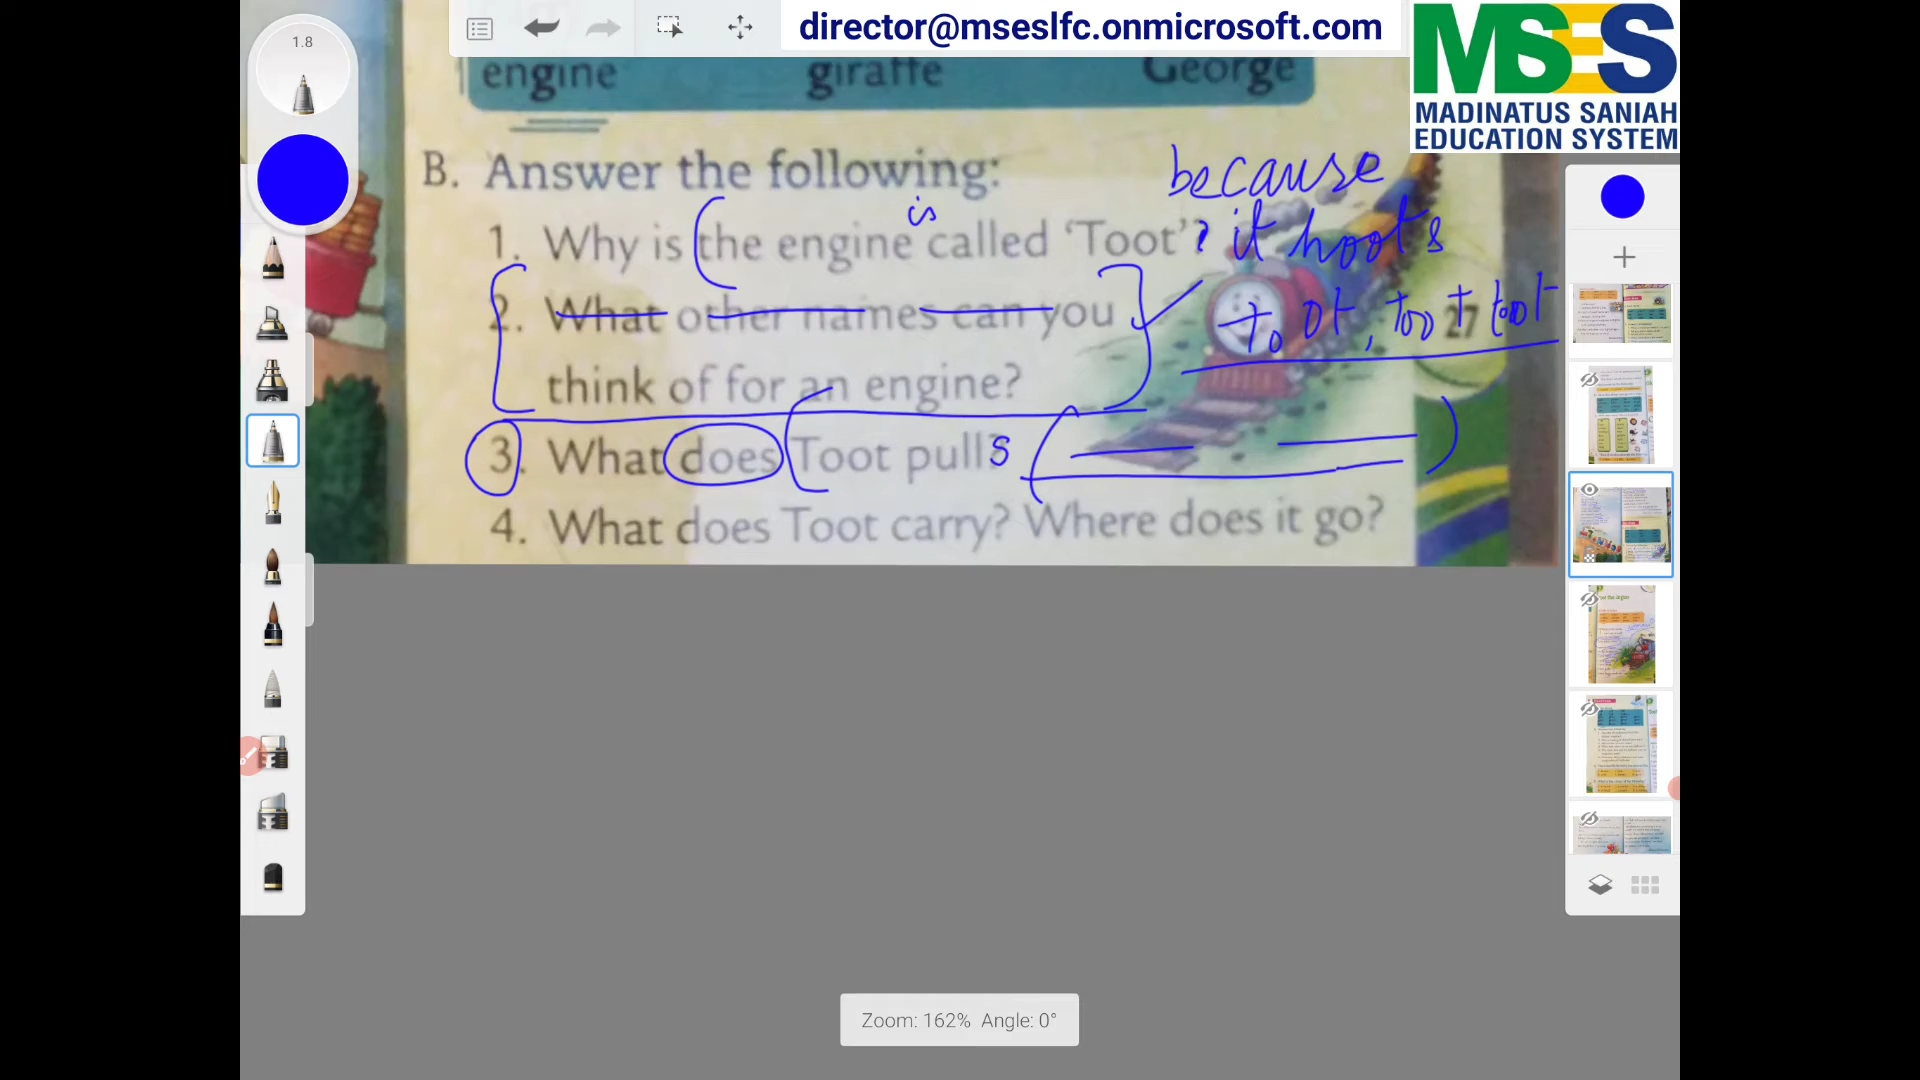 1.8
director@mseslfc.onmicrosoft.com
MSES
MADINATUS SANIAH
EDUCATION SYSTEM
engine giraffe George
B. Answer the following:
because
is
1. Why is the engine called 'Toot'? it hoots
2. What other names can you
toot, toot toot
27
think of for an engine?
3. What does Toot pull? s
4. What does Toot carry? Where does it go?
Zoom: 162% Angle: 0°